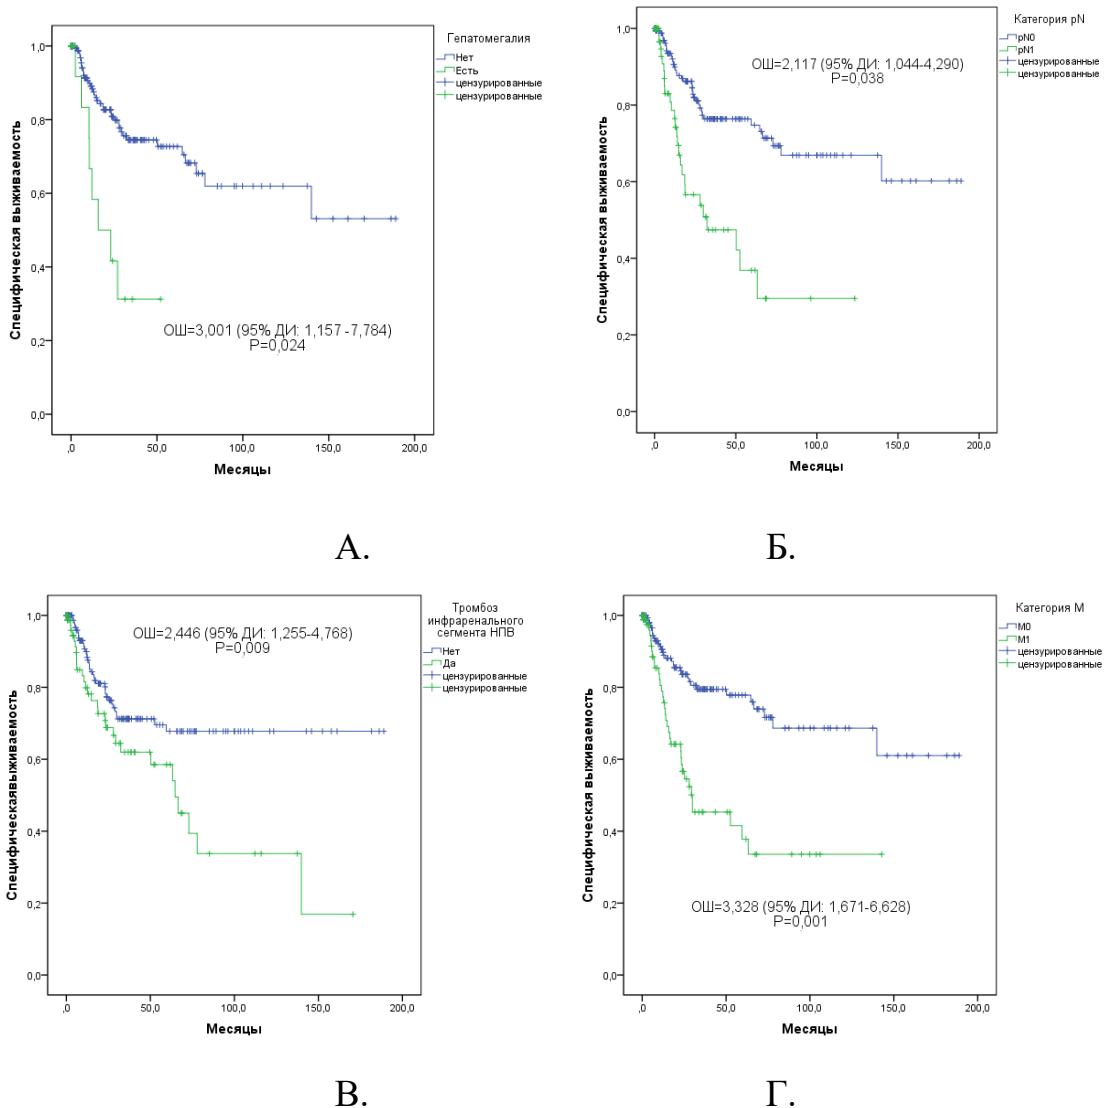 Гепатомегалия
Нет
Есть
цензурированные
цензурированные
Специфическая выживаемость
1,0
0,8
0,6
0,4
0,2
0,0
ОШ=3,001 (95% ДИ: 1,157 -7,784)
P=0,024
,0 50,0 100,0 150,0 200,0
Месяцы
А.
Категория pN
pN0
pN1
цензурированные
цензурированные
Специфическая выживаемость
1,0
0,8
0,6
0,4
0,2
0,0
ОШ=2,117 (95% ДИ: 1,044-4,290)
P=0,038
,0 50,0 100,0 150,0 200,0
Месяцы
Б.
Тромбоз
инфраренального
сегмента НПВ
Нет
Да
цензурированные
цензурированные
Специфическаявыживаемость
1,0
0,8
0,6
0,4
0,2
0,0
ОШ=2,446 (95% ДИ: 1,255-4,768)
P=0,009
,0 50,0 100,0 150,0 200,0
Месяцы
В.
Категория М
М0
М1
цензурированные
цензурированные
Специфическая выживаемость
1,0
0,8
0,6
0,4
0,2
0,0
ОШ=3,328 (95% ДИ: 1,671-6,628)
P=0,001
,0 50,0 100,0 150,0 200,0
Месяцы
Г.